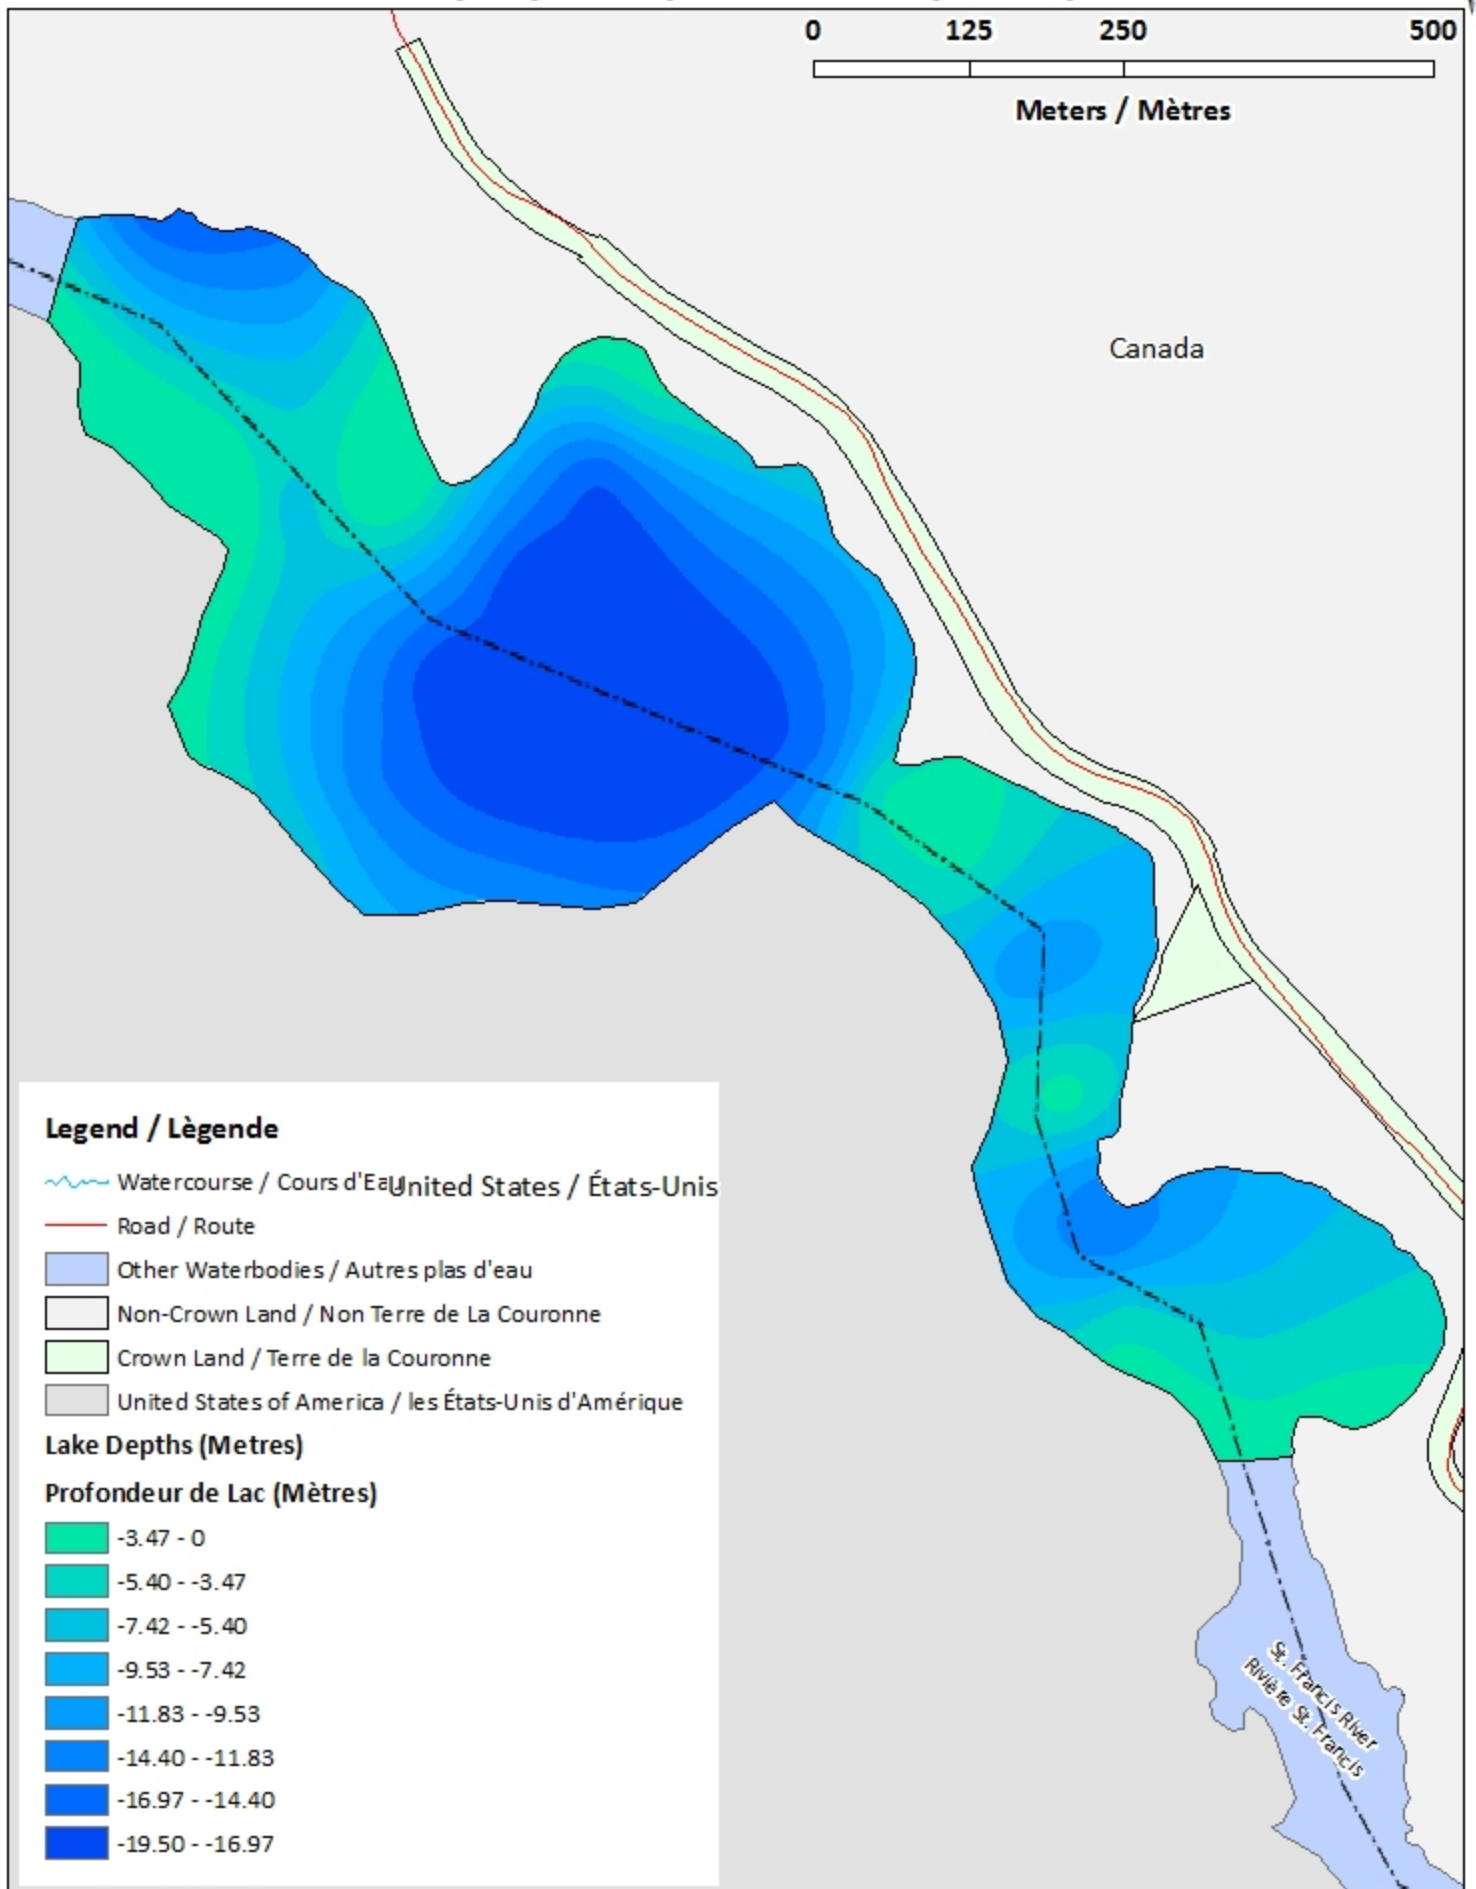 0 125 250 500
Meters / Mètres
Canada
Legend / Lègende
Watercourse / Cours d'Eau
United States / États-Unis
Road / Route
Other Waterbodies / Autres plas d'eau
Non-Crown Land / Non Terre de La Couronne
Crown Land / Terre de la Couronne
United States of America / les États-Unis d'Amérique
Lake Depths (Metres)
Profondeur de Lac (Mètres)
-3.47 - 0
-5.40 - -3.47
-7.42 - -5.40
-9.53 - -7.42
-11.83 - -9.53
-14.40 - -11.83
-16.97 - -14.40
-19.50 - -16.97
St. Francis River
Rivière St. Francis